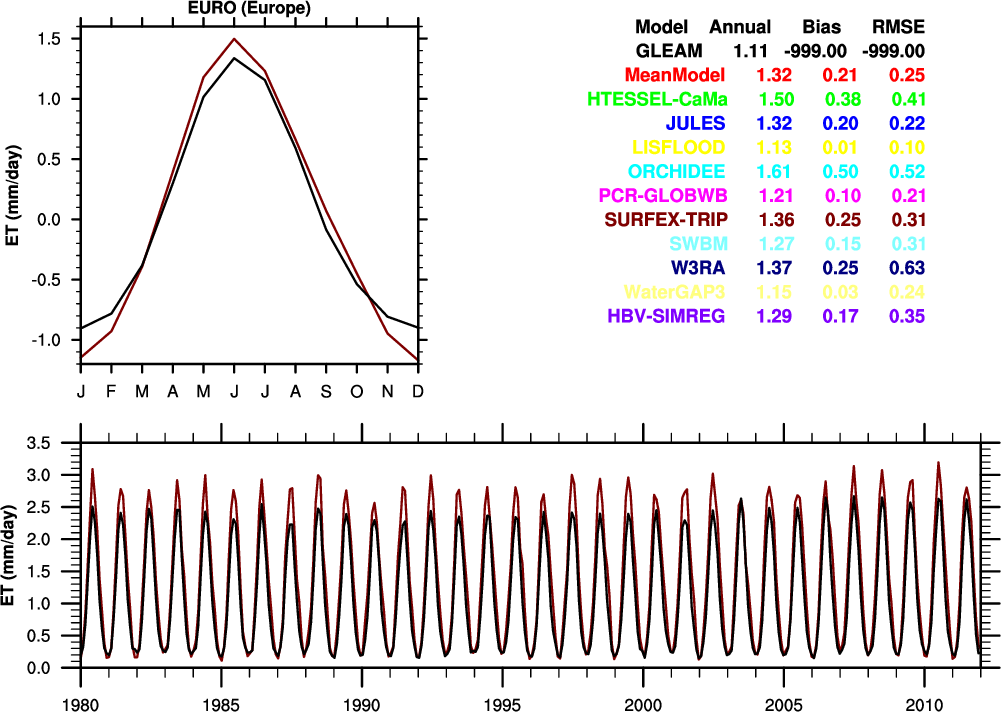 EURO (Europe)
Model Annual Bias RMSE
GLEAM 1.11 -999.00 -999.00
MeanModel 1.32 0.21 0.25
HTESSEL-CaMa 1.50 0.38 0.41
JULES 1.32 0.20 0.22
LISFLOOD 1.13 0.01 0.10
ORCHIDEE 1.61 0.50 0.52
PCR-GLOBWB 1.21 0.10 0.21
SURFEX-TRIP 1.36 0.25 0.31
SWBM 1.27 0.15 0.31
W3RA 1.37 0.25 0.63
WaterGAP3 1.15 0.03 0.24
HBV-SIMREG 1.29 0.17 0.35
ET (mm/day)
1.5
1.0
0.5
0.0
-0.5
-1.0
J F M A M J J A S O N D
ET (mm/day)
3.5
3.0
2.5
2.0
1.5
1.0
0.5
0.0
1980 1985 1990 1995 2000 2005 2010